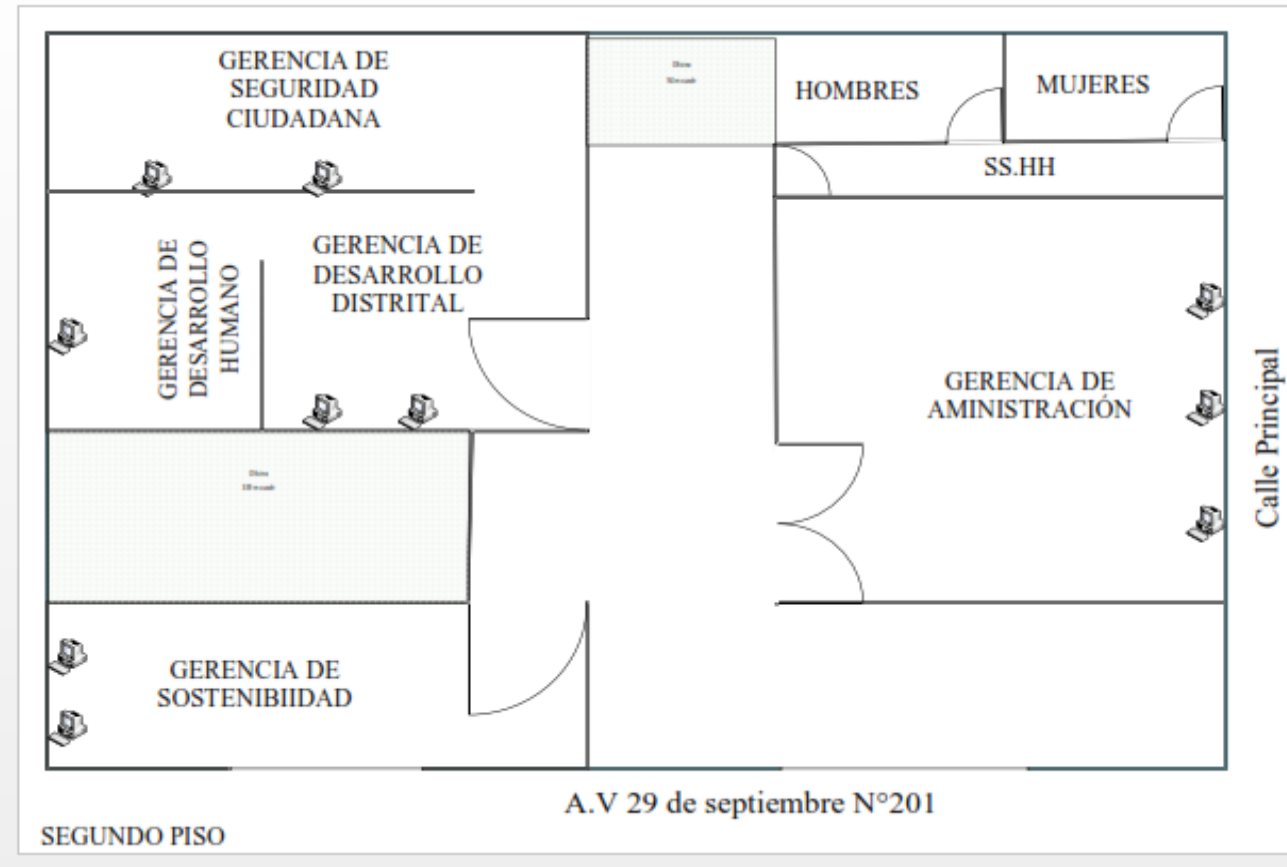 GERENCIA DE
SEGURIDAD
CIUDADANA
HOMBRES
MUJERES
SS.HH
GERENCIA DE
DESARROLLO
HUMANO
GERENCIA DE
DESARROLLO
DISTRITAL
GERENCIA DE
AMINISTRACIÓN
Calle Principal
GERENCIA DE
SOSTENIBIIDAD
A.V 29 de septiembre N°201
SEGUNDO PISO